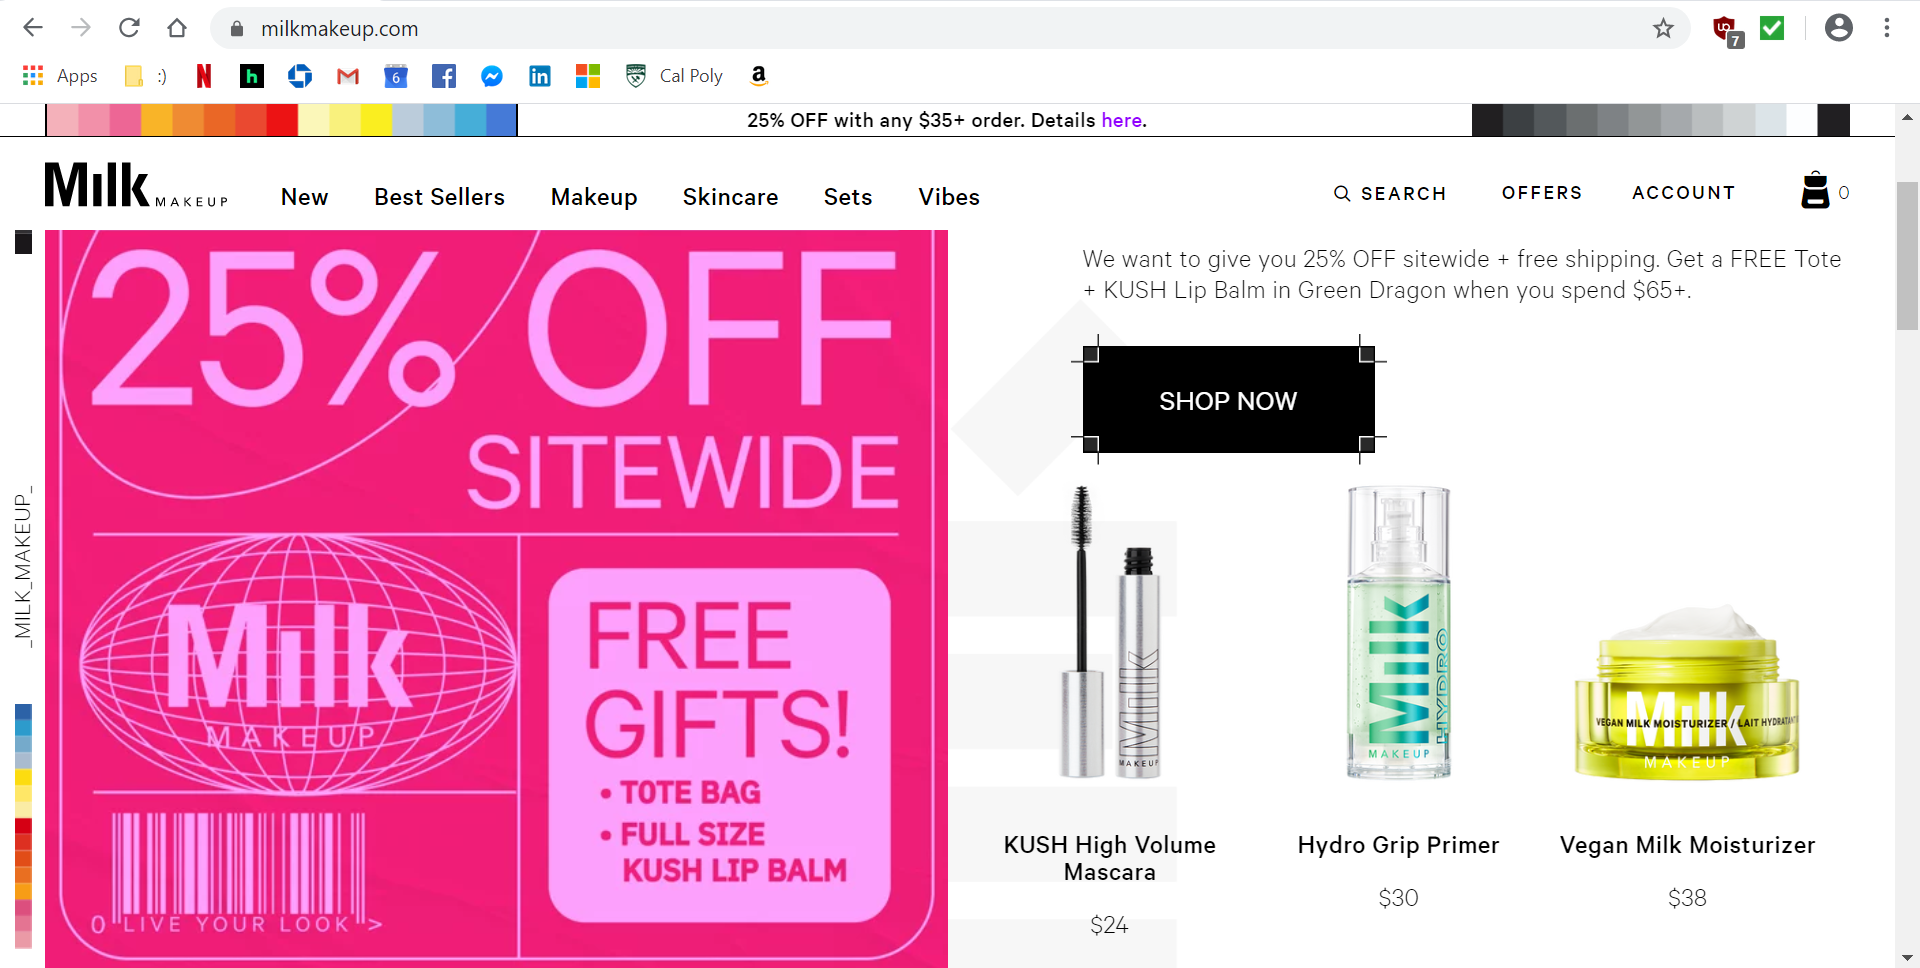 milkmakeup.com
7
Apps
:)
h
6
Cal Poly
a
25% OFF with any $35+ order. Details here.
Milk MAKEUP
New
Best Sellers
Makeup
Skincare
Sets
Vibes
SEARCH
OFFERS
ACCOUNT
0
_MILK_MAKEUP_
25% OFF
SITEWIDE
Milk
MAKEUP
FREE
GIFTS!
• TOTE BAG
• FULL SIZE
KUSH LIP BALM
0 LIVE YOUR LOOK >
We want to give you 25% OFF sitewide + free shipping. Get a FREE Tote
+ KUSH Lip Balm in Green Dragon when you spend $65+.
SHOP NOW
Milk
MAKEUP
Milk
HYDRO
MAKEUP
VEGAN MILK MOISTURIZER / LAIT HYDRATANT
Milk
MAKEUP
KUSH High Volume
Mascara
$24
Hydro Grip Primer
$30
Vegan Milk Moisturizer
$38